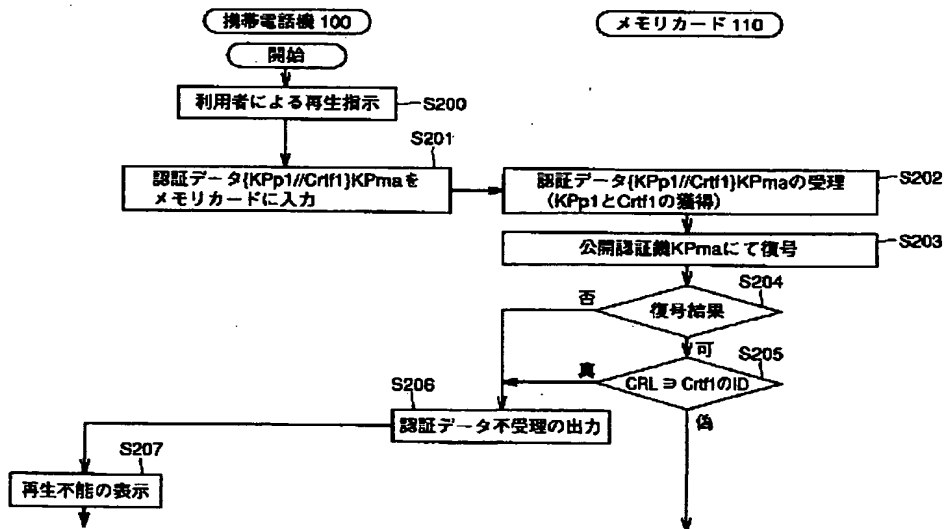 携帯電話機 100
メモリカード 110
開始
利用者による再生指示
S200
S201
認証データ{KPp1//Crtf1}KPmaを
メモリカードに入力
認証データ{KPp1//Crtf1}KPmaの受理
(KPp1とCrtf1の獲得)
S202
公開認証鍵KPmaにて復号
S203
S204
否
復号結果
可
S205
真
CRL∋Crtf1のID
偽
S206
認証データ不受理の出力
S207
再生不能の表示